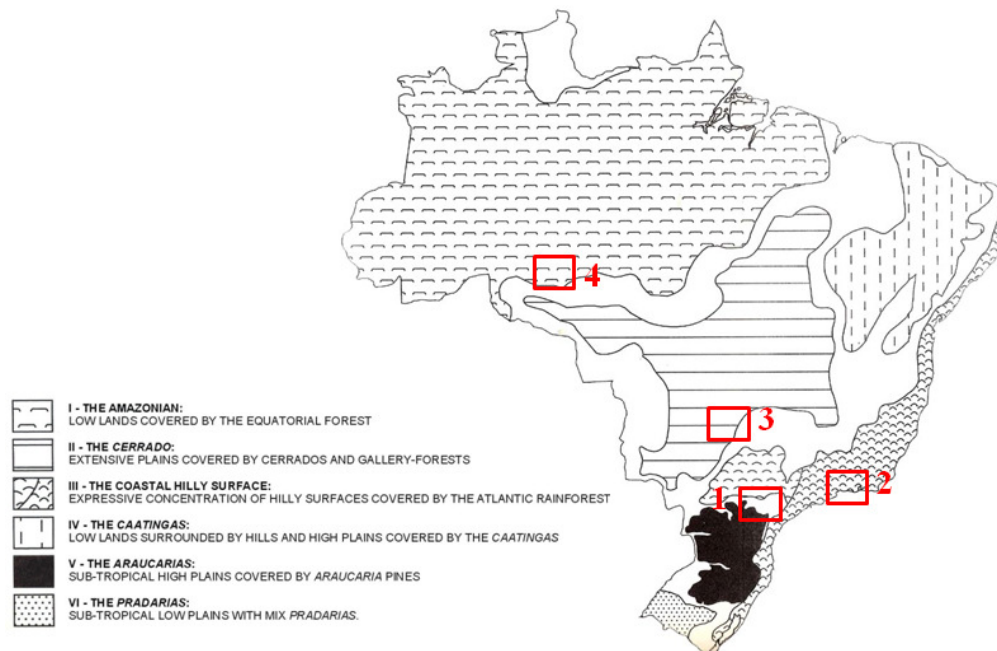 4
3
2
1
I - THE AMAZONIAN:
LOW LANDS COVERED BY THE EQUATORIAL FOREST
II - THE CERRADO:
EXTENSIVE PLAINS COVERED BY CERRADOS AND GALLERY-FORESTS
III - THE COASTAL HILLY SURFACE:
EXPRESSIVE CONCENTRATION OF HILLY SURFACES COVERED BY THE ATLANTIC RAINFOREST
IV - THE CAATINGAS:
LOW LANDS SURROUNDED BY HILLS AND HIGH PLAINS COVERED BY THE CAATINGAS
V - THE ARAUCARIAS:
SUB-TROPICAL HIGH PLAINS COVERED BY ARAUCARIA PINES
VI - THE PRADARIAS:
SUB-TROPICAL LOW PLAINS WITH MIX PRADARIAS.